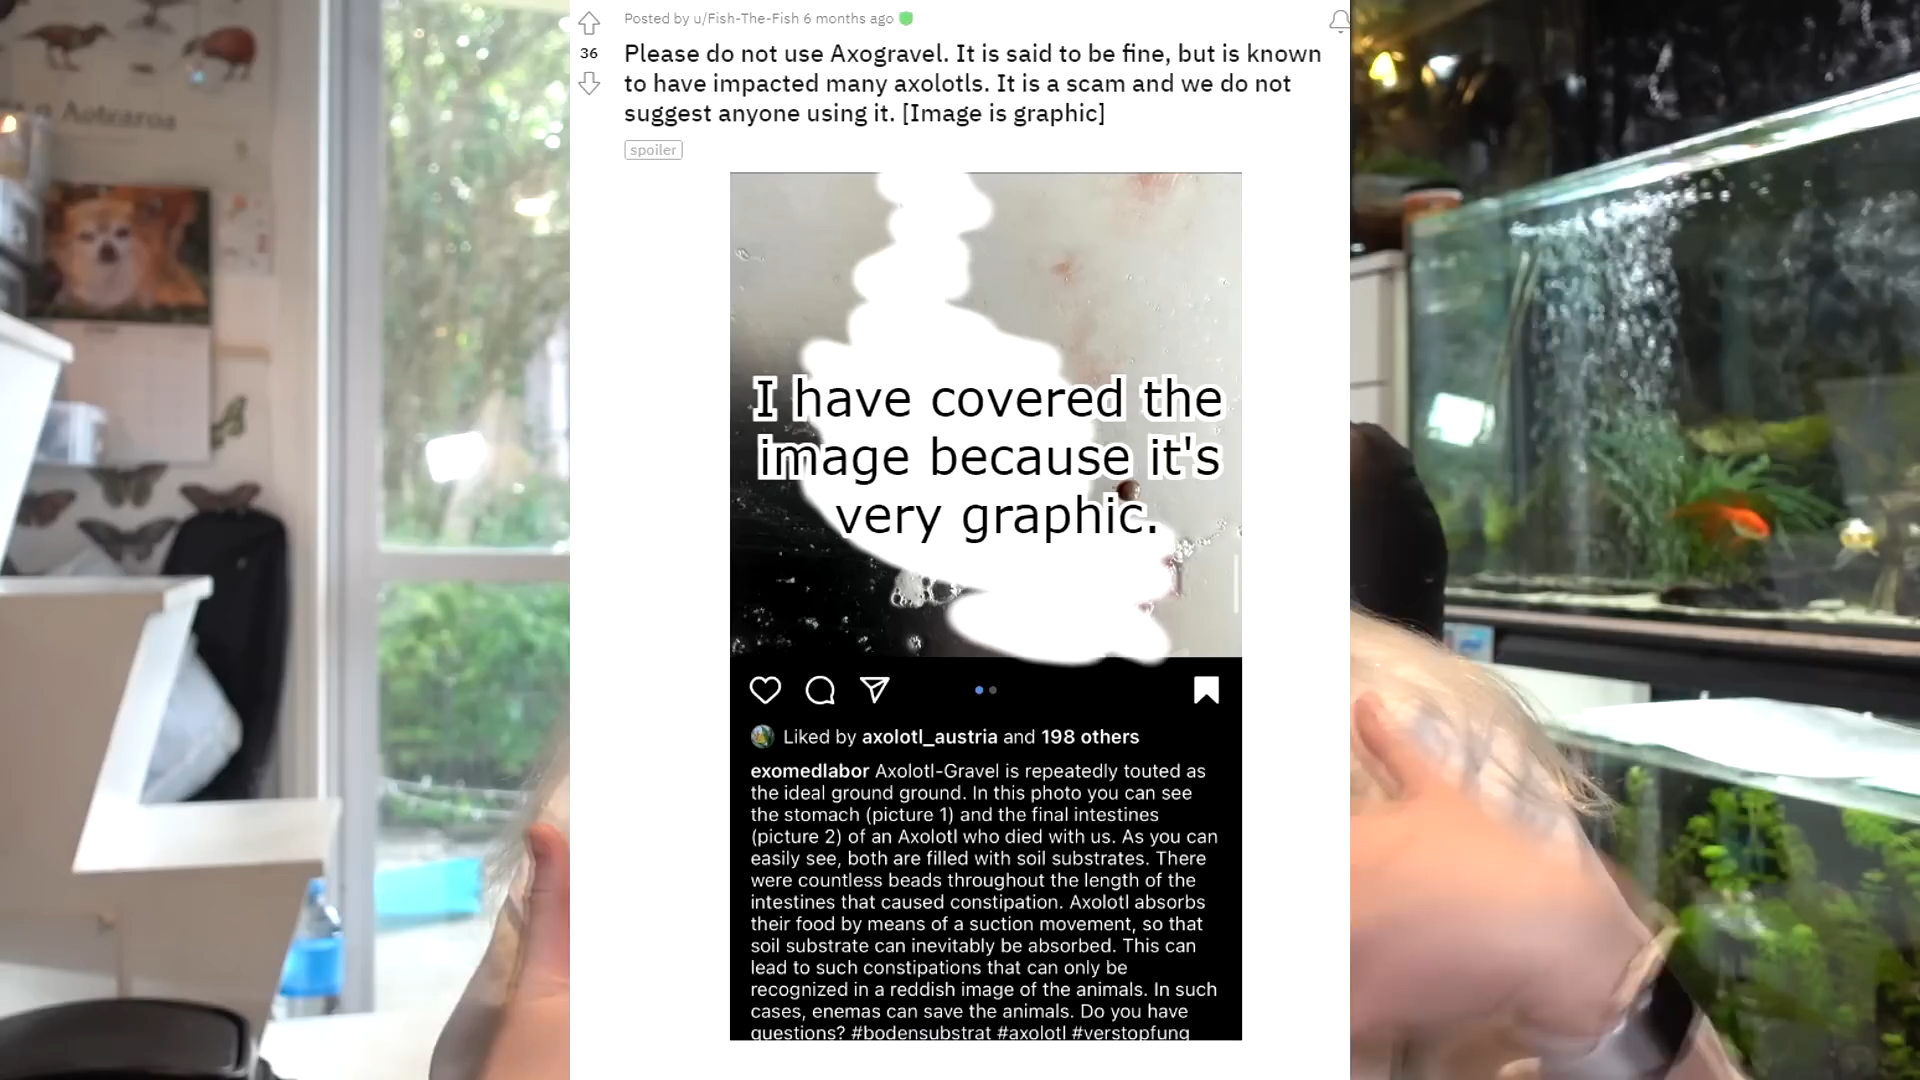 Posted by u/Fish-The-Fish 6 months ago
36
Please do not use Axogravel. It is said to be fine, but is known
to have impacted many axolotls. It is a scam and we do not
suggest anyone using it. [Image is graphic]
spoiler
Aotearoa
I have covered the
image because it's
very graphic.
Liked by axolotl_austria and 198 others
exomedlabor Axolotl-Gravel is repeatedly touted as
the ideal ground ground. In this photo you can see
the stomach (picture 1) and the final intestines
(picture 2) of an Axolotl who died with us. As you can
easily see, both are filled with soil substrates. There
were countless beads throughout the length of the
intestines that caused constipation. Axolotl absorbs
their food by means of a suction movement, so that
soil substrate can inevitably be absorbed. This can
lead to such constipations that can only be
recognized in a reddish image of the animals. In such
cases, enemas can save the animals. Do you have
questions? #bodensubstrat #axolotl #verstopfung